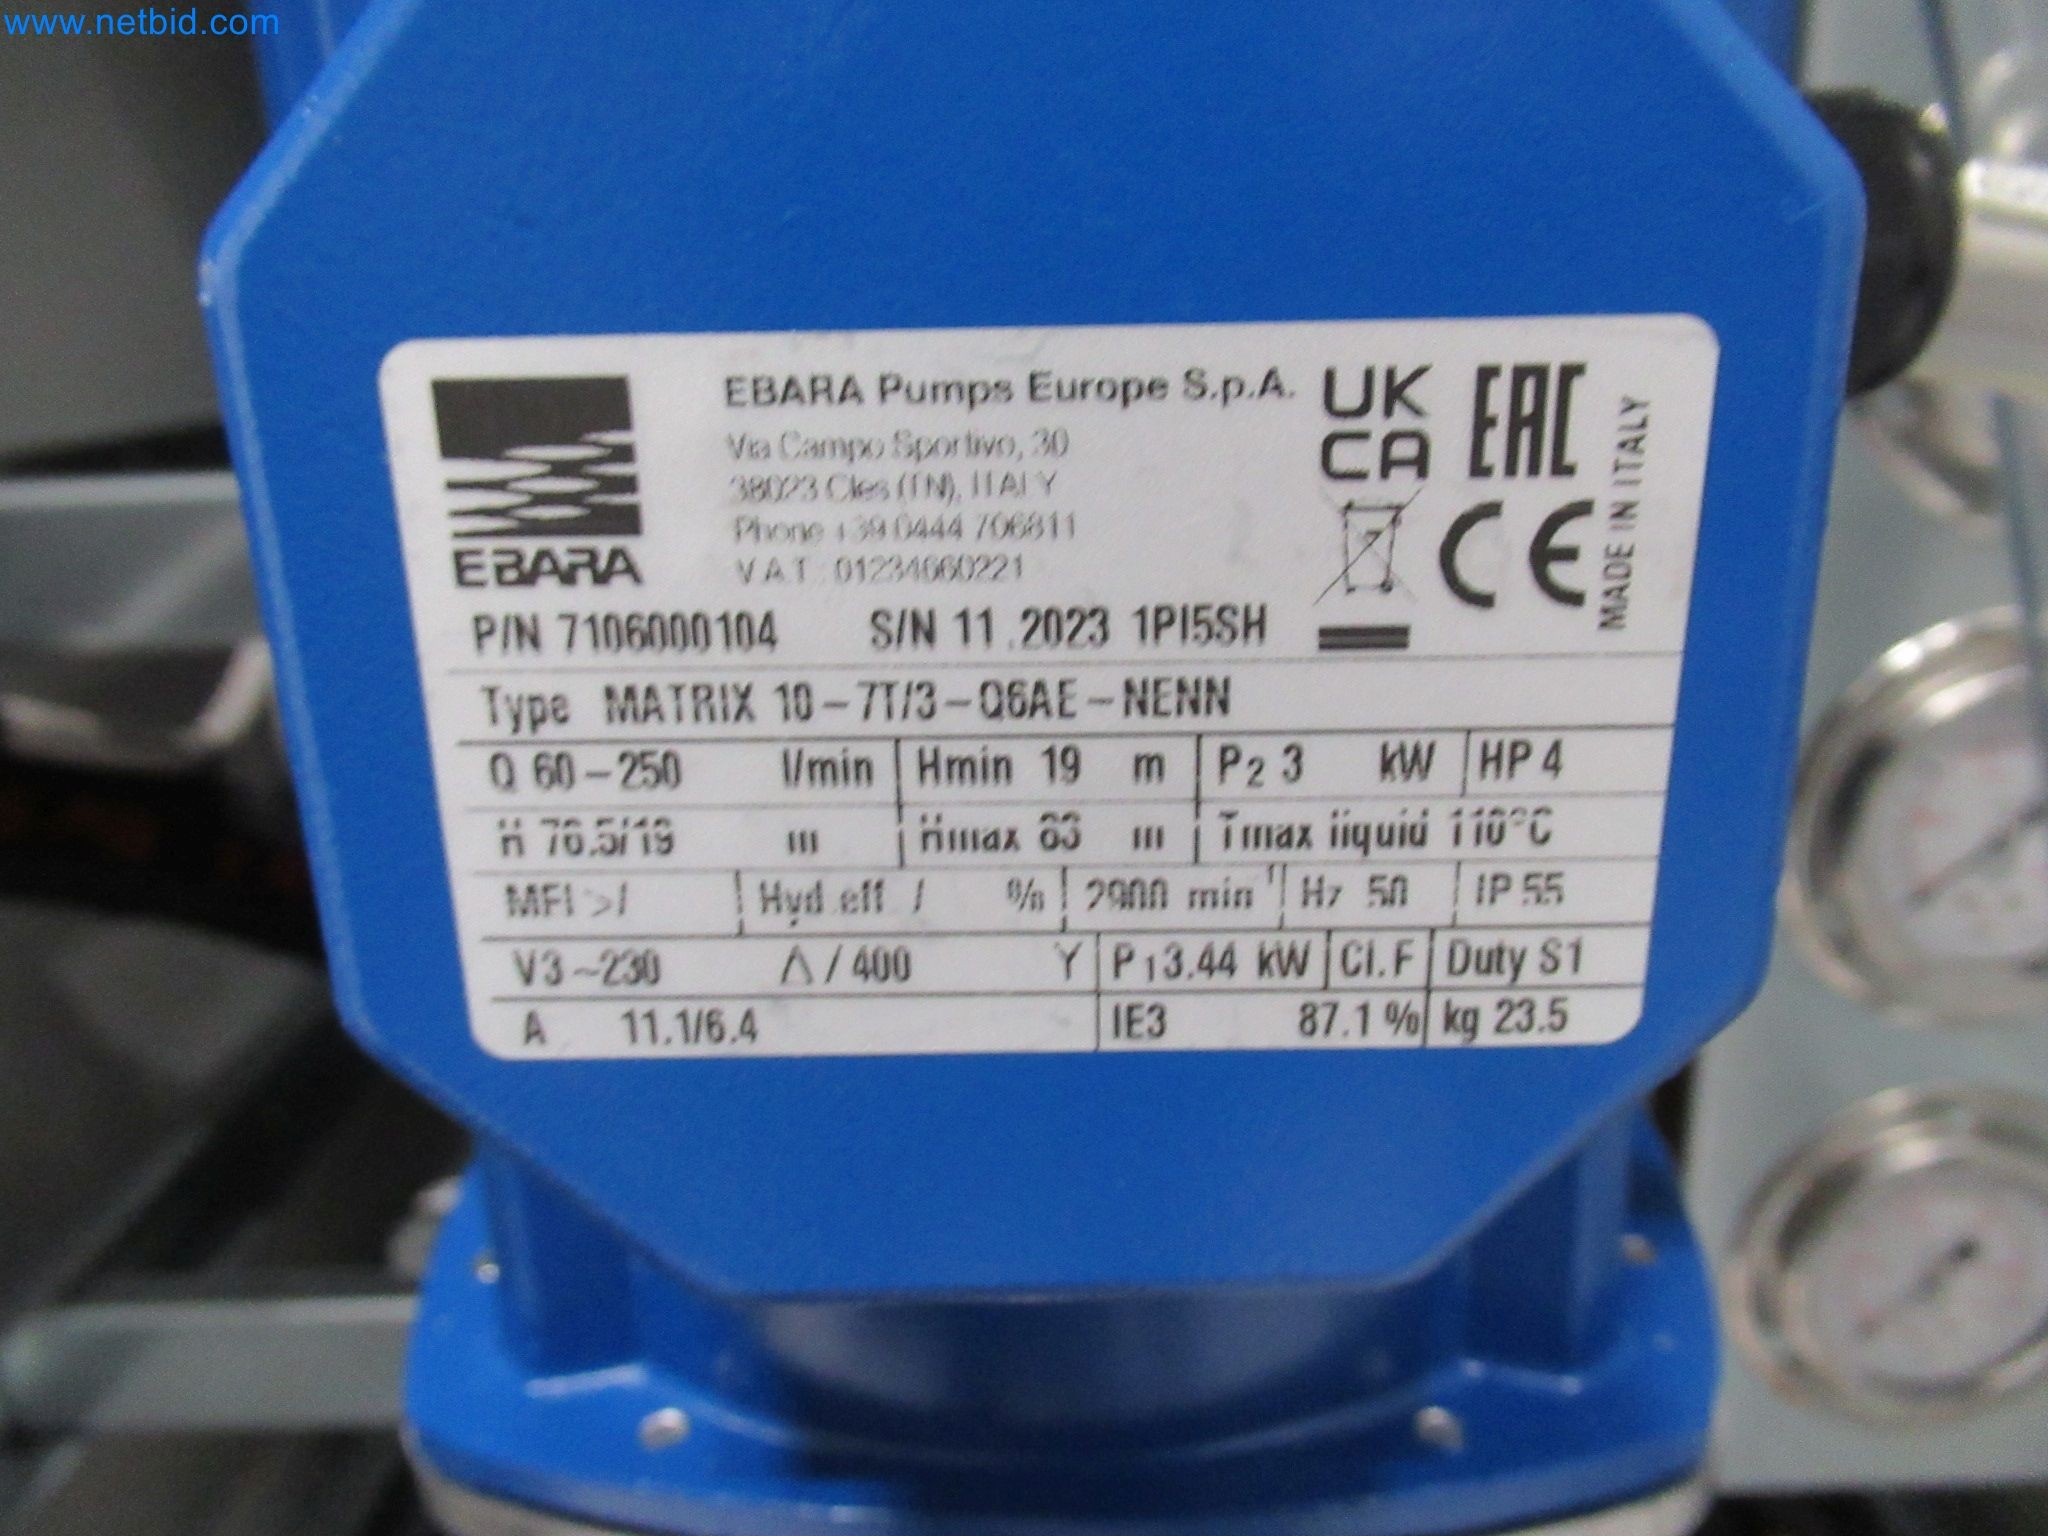 www.netbid.com
EBARA
EBARA Pumps Europe S.p.A.
Via Campo Sportivo, 30
38023 Cles (TN), ITALY
Phone +39 0444 706811
V.A.T. 01234660221
UK
CA
EAC
CE
MADE IN ITALY
P/N 7106000104 S/N 11.2023 1PI5SH
Type MATRIX 10-7T/3-Q6AE-NENN
Q 60-250 l/min Hmin 19 m P2 3 kW HP 4
H 76.5/19 m Hmax m Tmax liquid 110°C
MEI >/ Hyd.eff / % 2900 min-1 Hz 50 IP 55
V3~230 Δ/400 Y P1 3.44 kW Cl.F Duty S1
A 11.1/6.4 IE3 87.1% kg 23.5